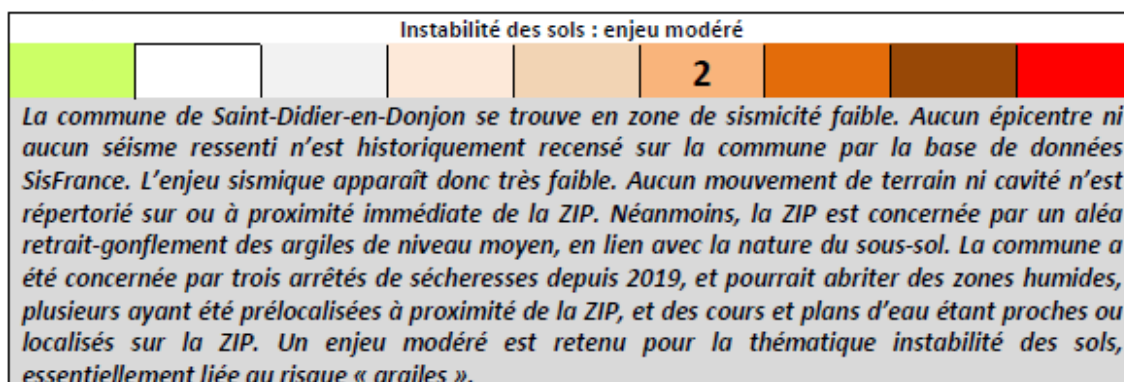 Instabilité des sols : enjeu modéré
2
La commune de Saint-Didier-en-Donjon se trouve en zone de sismicité faible. Aucun épicentre ni
aucun séisme ressenti n’est historiquement recensé sur la commune par la base de données
SisFrance. L’enjeu sismique apparaît donc très faible. Aucun mouvement de terrain ni cavité n’est
répertorié sur ou à proximité immédiate de la ZIP. Néanmoins, la ZIP est concernée par un aléa
retrait-gonflement des argiles de niveau moyen, en lien avec la nature du sous-sol. La commune a
été concernée par trois arrêtés de sécheresses depuis 2019, et pourrait abriter des zones humides,
plusieurs ayant été prélocalisées à proximité de la ZIP, et des cours et plans d’eau étant proches ou
localisés sur la ZIP. Un enjeu modéré est retenu pour la thématique instabilité des sols,
essentiellement liée au risque « argiles ».